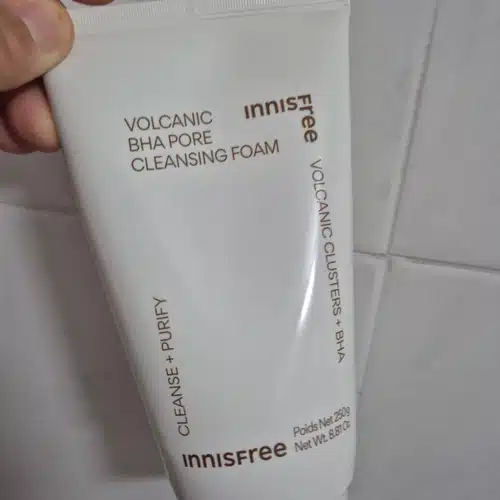 VOLCANIC
BHA PORE
CLEANSING FOAM
INNISFree
VOLCANIC CLUSTERS + BHA
CLEANSE + PURIFY
INNISFree
Poids Net 250g
Net Wt. 8.81 Oz.